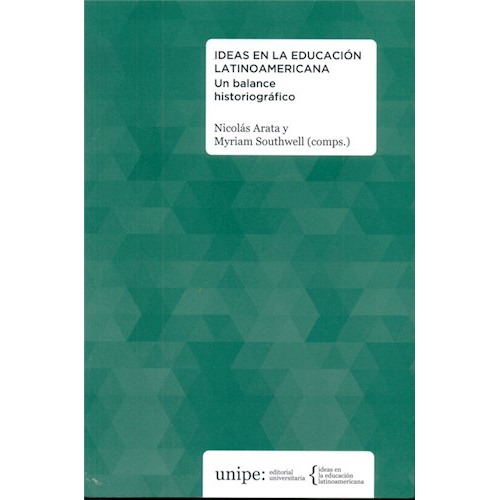 IDEAS EN LA EDUCACIÓN
LATINOAMERICANA
Un balance
historiográfico
Nicolás Arata y
Myriam Southwell (comps.)
unipe:
editorial
universitaria
{ideas en
la educación
latinoamericana